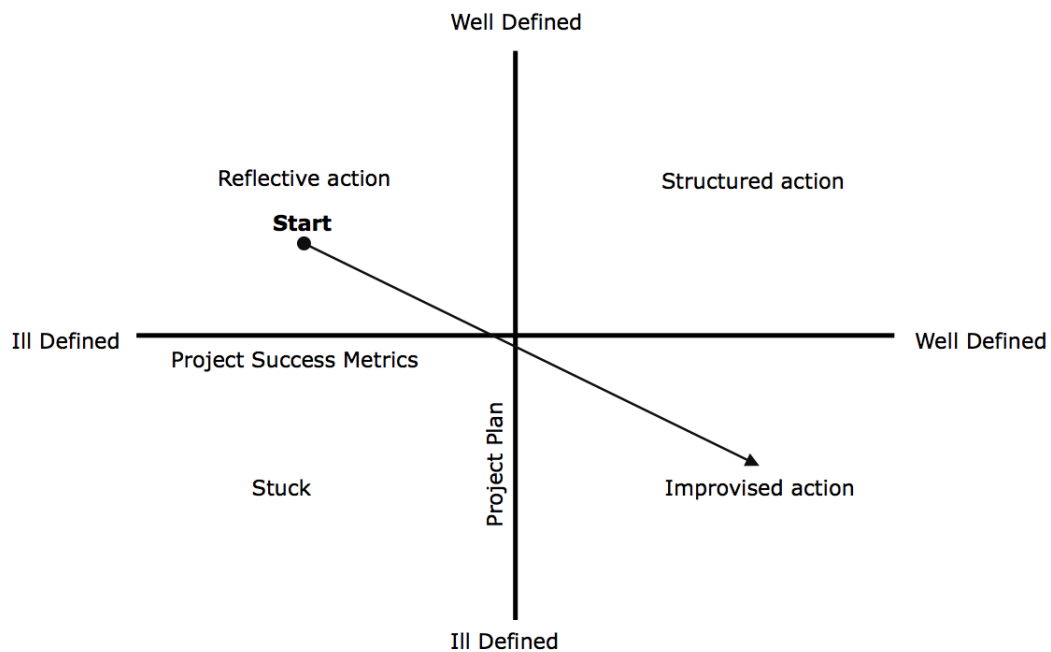 Well Defined
Reflective action
Structured action
Start
Ill Defined
Well Defined
Project Success Metrics
Project Plan
Stuck
Improvised action
Ill Defined